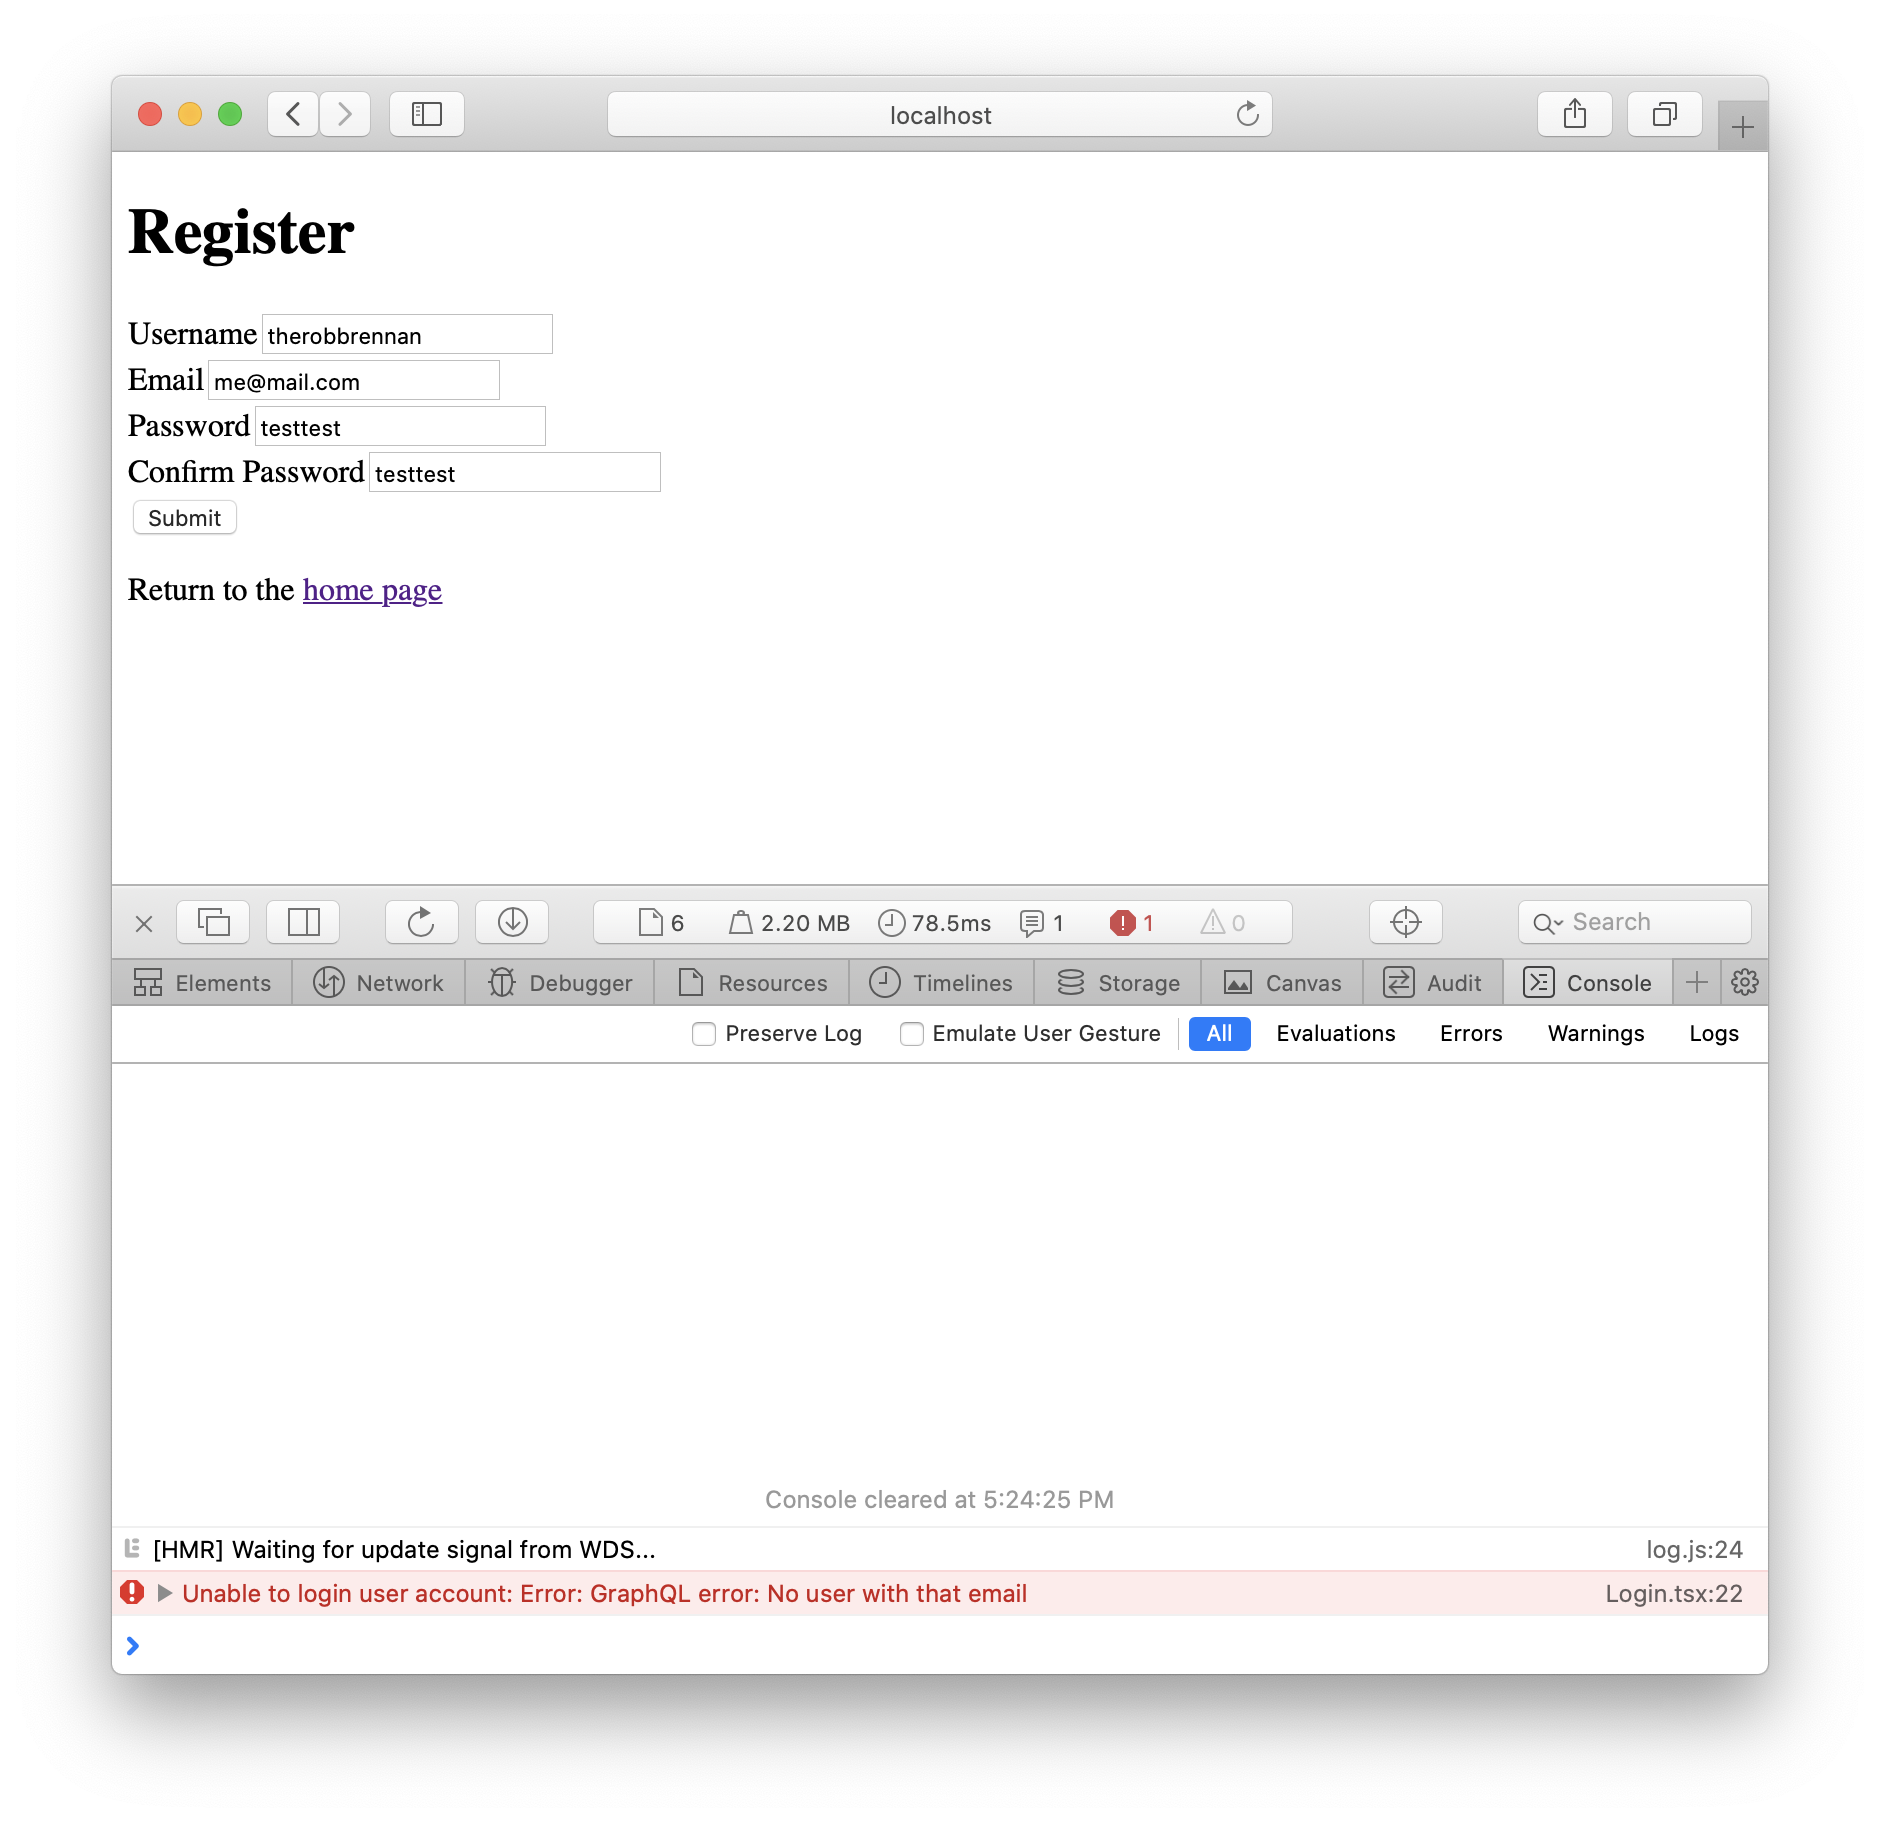 localhost
Register
Username therobbrennan
Email me@mail.com
Password testtest
Confirm Password testtest
Submit
Return to the home page
6 2.20 MB 78.5ms 1 1 0 Search
Elements Network Debugger Resources Timelines Storage Canvas Audit Console
Preserve Log Emulate User Gesture All Evaluations Errors Warnings Logs
Console cleared at 5:24:25 PM
[HMR] Waiting for update signal from WDS... log.js:24
Unable to login user account: Error: GraphQL error: No user with that email Login.tsx:22